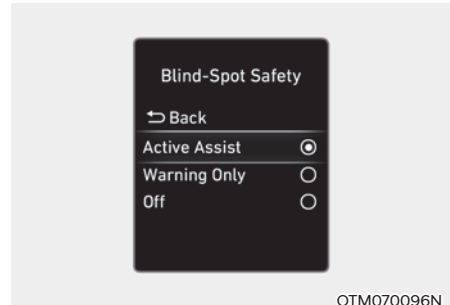 Blind-Spot Safety
⮌ Back
Active Assist
Warning Only
Off
OTM070096N